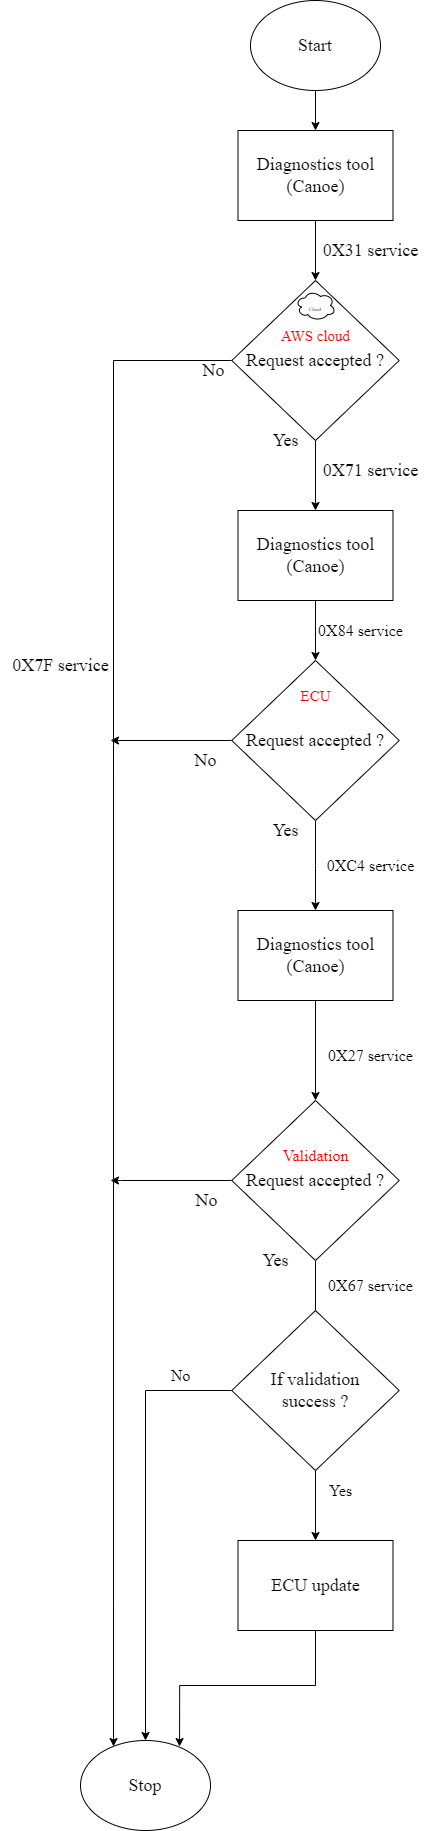 Start
Diagnostics tool
(Canoe)
0X31 service
Cloud
AWS cloud
Request accepted ?
No
Yes
0X71 service
Diagnostics tool
(Canoe)
0X84 service
0X7F service
ECU
Request accepted ?
No
Yes
0XC4 service
Diagnostics tool
(Canoe)
0X27 service
Validation
Request accepted ?
No
Yes
0X67 service
If validation
success ?
No
Yes
ECU update
Stop